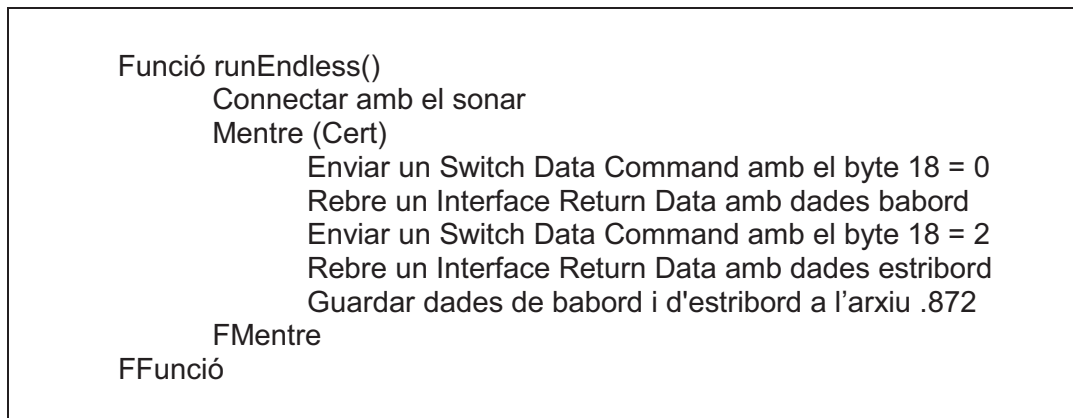 Funció runEndless()
Connectar amb el sonar
Mentre (Cert)
Enviar un Switch Data Command amb el byte 18 = 0
Rebre un Interface Return Data amb dades babord
Enviar un Switch Data Command amb el byte 18 = 2
Rebre un Interface Return Data amb dades estribord
Guardar dades de babord i d'estribord a l’arxiu .872
FMentre
FFunció